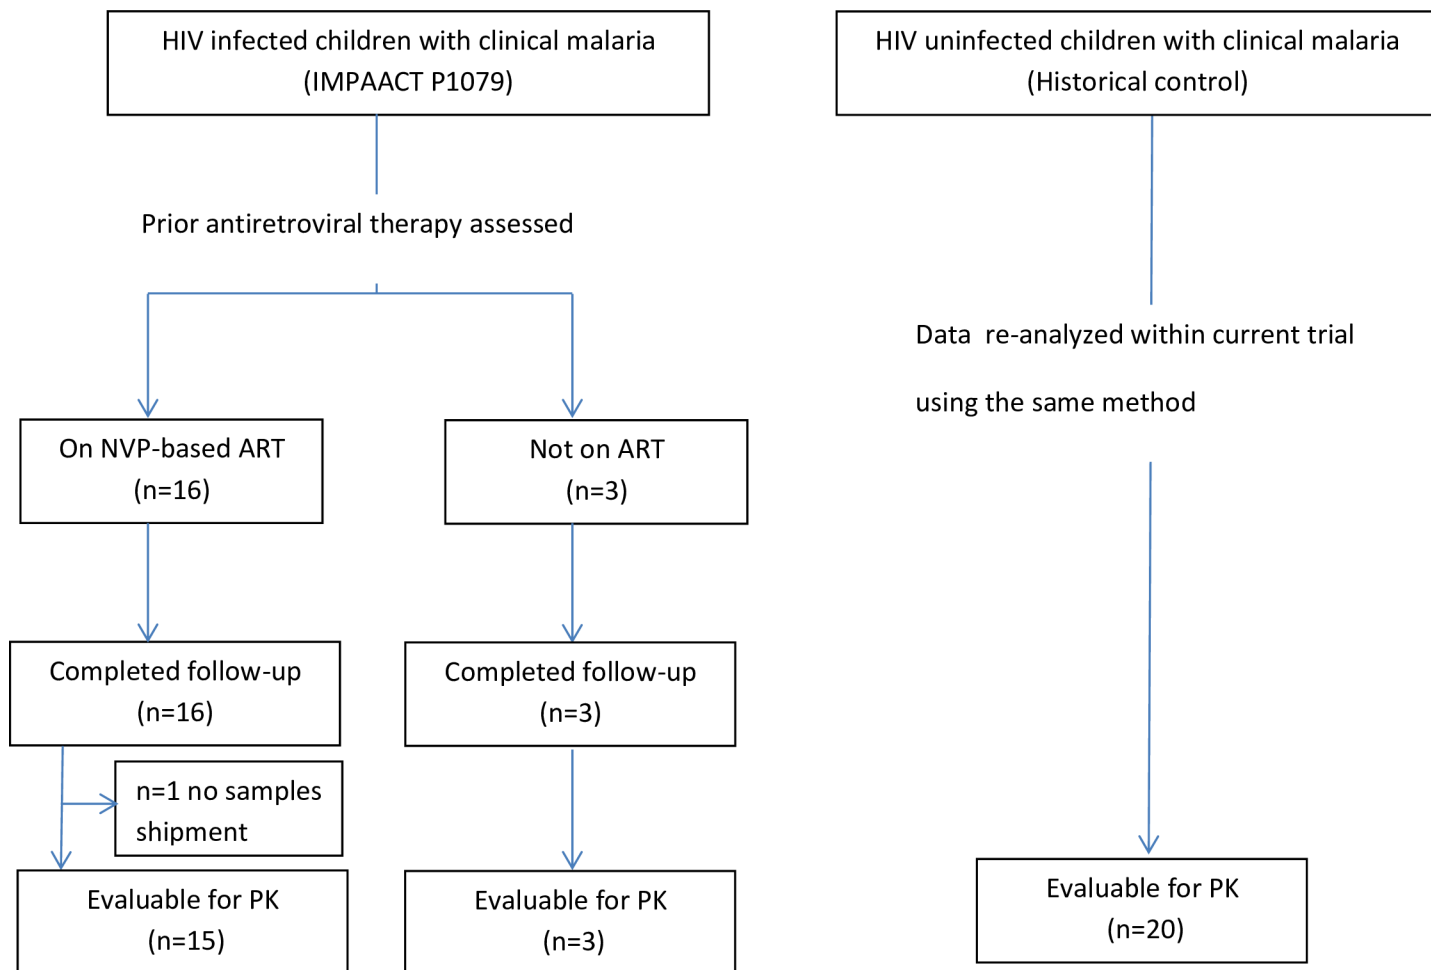 HIV infected children with clinical malaria
(IMPAACT P1079)
HIV uninfected children with clinical malaria
(Historical control)
Prior antiretroviral therapy assessed
Data re-analyzed within current trial
using the same method
On NVP-based ART
(n=16)
Not on ART
(n=3)
Completed follow-up
(n=16)
Completed follow-up
(n=3)
n=1 no samples
shipment
Evaluable for PK
(n=15)
Evaluable for PK
(n=3)
Evaluable for PK
(n=20)